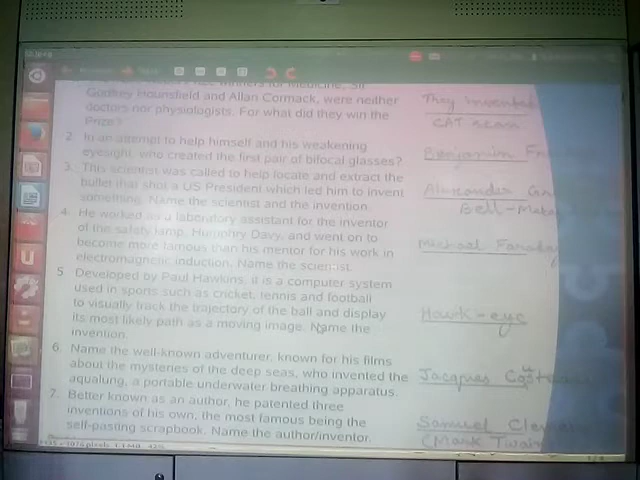 winners for Medicine, Sir
Godfrey Hounsfield and Allan Cormack, were neither
doctors nor physiologists. For what did they win the
Prize?
They invented
CAT scan
2. In an attempt to help himself and his weakening
eyesight, who created the first pair of bifocal glasses?
Benjamin Fr
3. This scientist was called to help locate and extract the
bullet that shot a US President which led him to invent
something. Name the scientist and the invention.
Alexander Gr
Bell - Meta
4. He worked as a laboratory assistant for the inventor
of the safety lamp, Humphry Davy, and went on to
become more famous than his mentor for his work in
electromagnetic induction. Name the scientist.
Michael Faraday
5. Developed by Paul Hawkins, it is a computer system
used in sports such as cricket, tennis and football
to visually track the trajectory of the ball and display
its most likely path as a moving image. Name the
invention.
Hawk-eye
6. Name the well-known adventurer, known for his films
about the mysteries of the deep seas, who invented the
aqualung, a portable underwater breathing apparatus.
Jacques
7. Better known as an author, he patented three
inventions of his own, the most famous being the
self-pasting scrapbook. Name the author/inventor.
Samuel Cleme
(Mark Twain